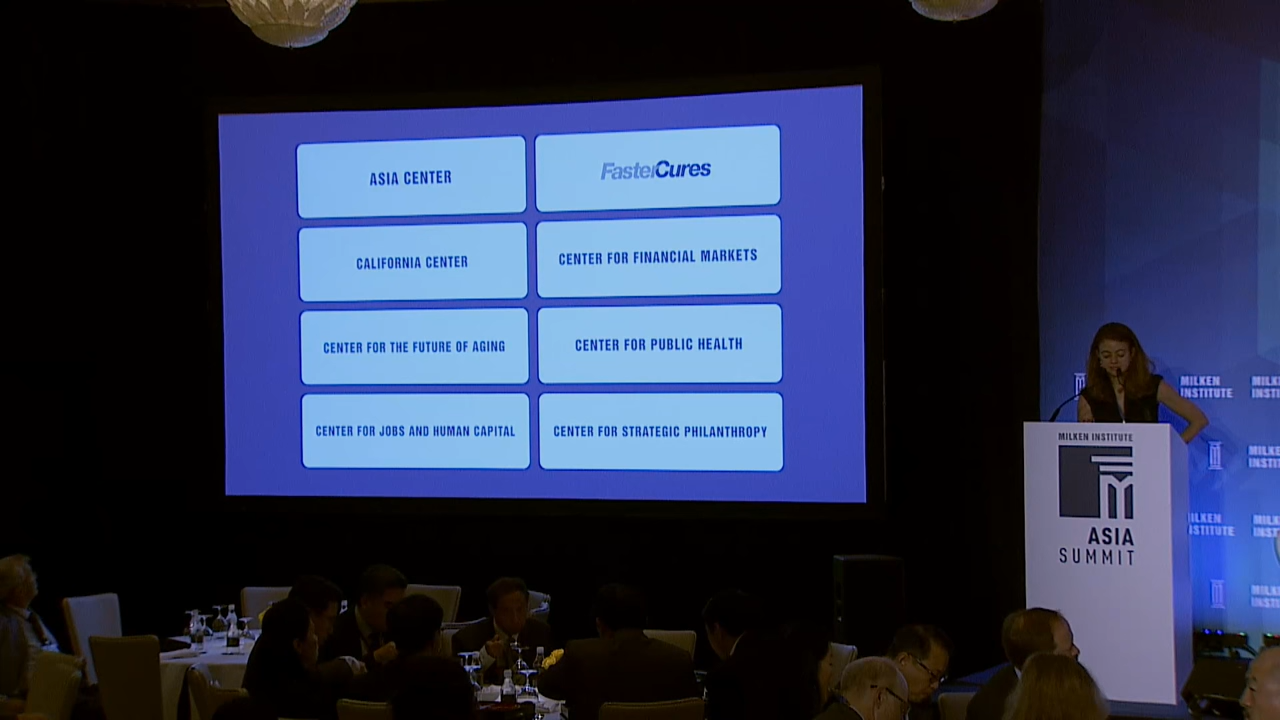 ASIA CENTER
FasterCures
CALIFORNIA CENTER
CENTER FOR FINANCIAL MARKETS
CENTER FOR THE FUTURE OF AGING
CENTER FOR PUBLIC HEALTH
CENTER FOR JOBS AND HUMAN CAPITAL
CENTER FOR STRATEGIC PHILANTHROPY
MILKEN INSTITUTE
ASIA
SUMMIT
MILKEN
INSTITUTE